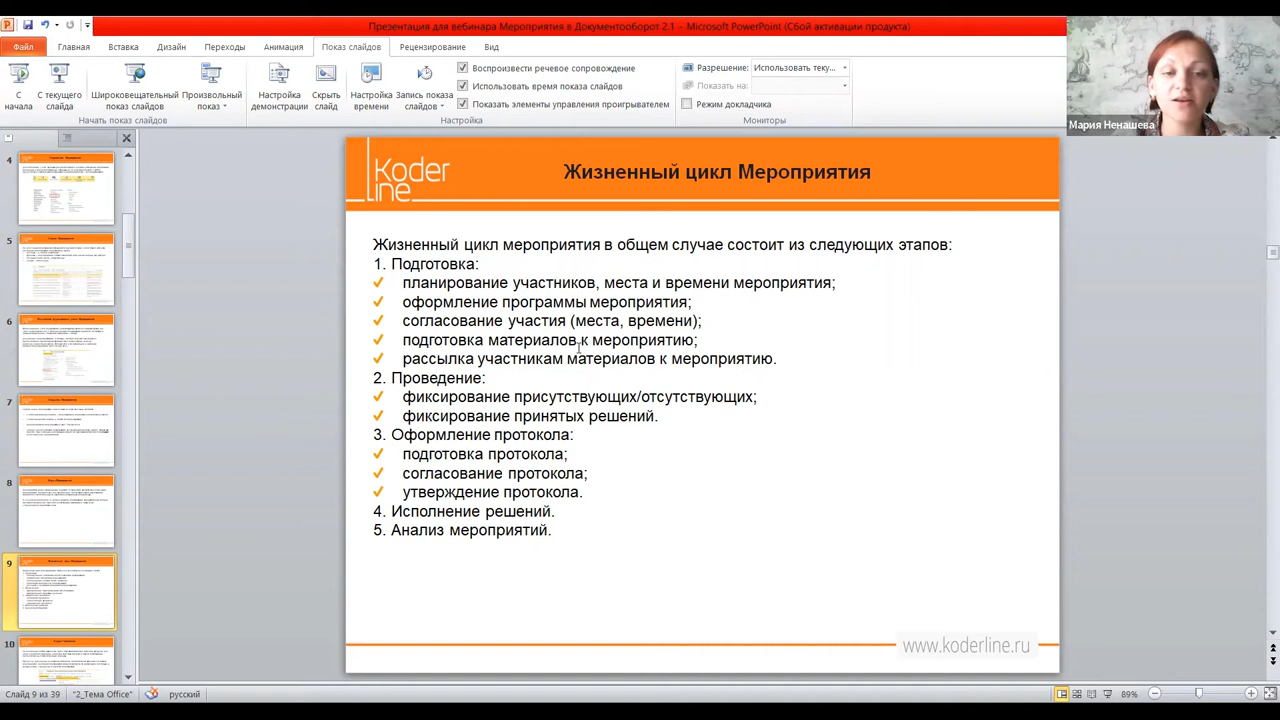 Презентация для вебинара Мероприятия в Документооборот 2.1 - Microsoft PowerPoint (Сбой активации продукта)
Файл Главная Вставка Дизайн Переходы Анимация Показ слайдов Рецензирование Вид
С начала
С текущего слайда
Широковещательный показ слайдов
Произвольный показ
Начать показ слайдов
Настройка демонстрации
Скрыть слайд
Настройка времени
Запись показа слайдов
Воспроизвести речевое сопровождение
Использовать время показа слайдов
Показать элементы управления проигрывателем
Настройка
Разрешение: Использовать теку...
Показать на:
Режим докладчика
Мониторы
Мария Ненашева
4
5
6
7
8
9
10
Koder line
Жизненный цикл Мероприятия
Жизненный цикл мероприятия в общем случае состоит из следующих этапов:
1. Подготовка:
планирование участников, места и времени мероприятия;
оформление программы мероприятия;
согласование участия (места, времени);
подготовка материалов к мероприятию;
рассылка участникам материалов к мероприятию.
2. Проведение:
фиксирование присутствующих/отсутствующих;
фиксирование принятых решений.
3. Оформление протокола:
подготовка протокола;
согласование протокола;
утверждение протокола.
4. Исполнение решений.
5. Анализ мероприятий.
www.koderline.ru
Слайд 9 из 39 "2_Тема Office" русский 89%